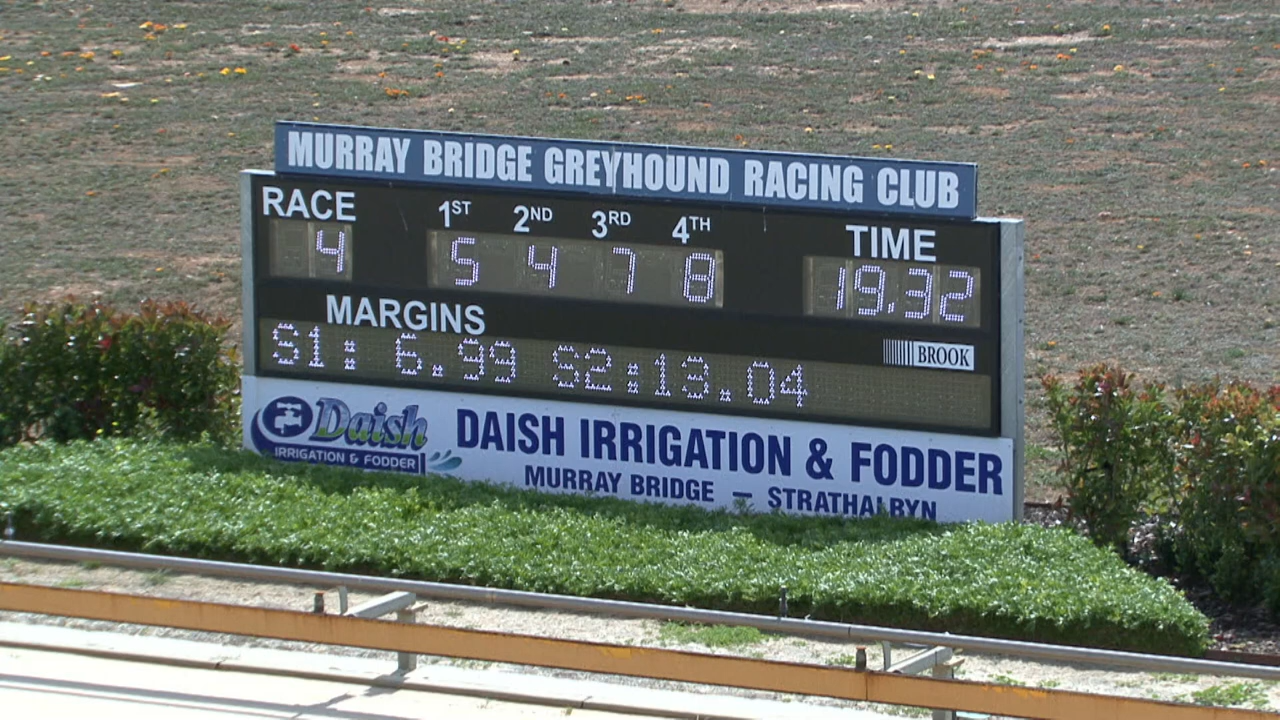 MURRAY BRIDGE GREYHOUND RACING CLUB
RACE 1ST 2ND 3RD 4TH TIME
4 5 4 7 8 19.32
MARGINS
BROOK
S1: 6.99 S2:13.04
Daish
IRRIGATION & FODDER
DAISH IRRIGATION & FODDER
MURRAY BRIDGE – STRATHALBYN